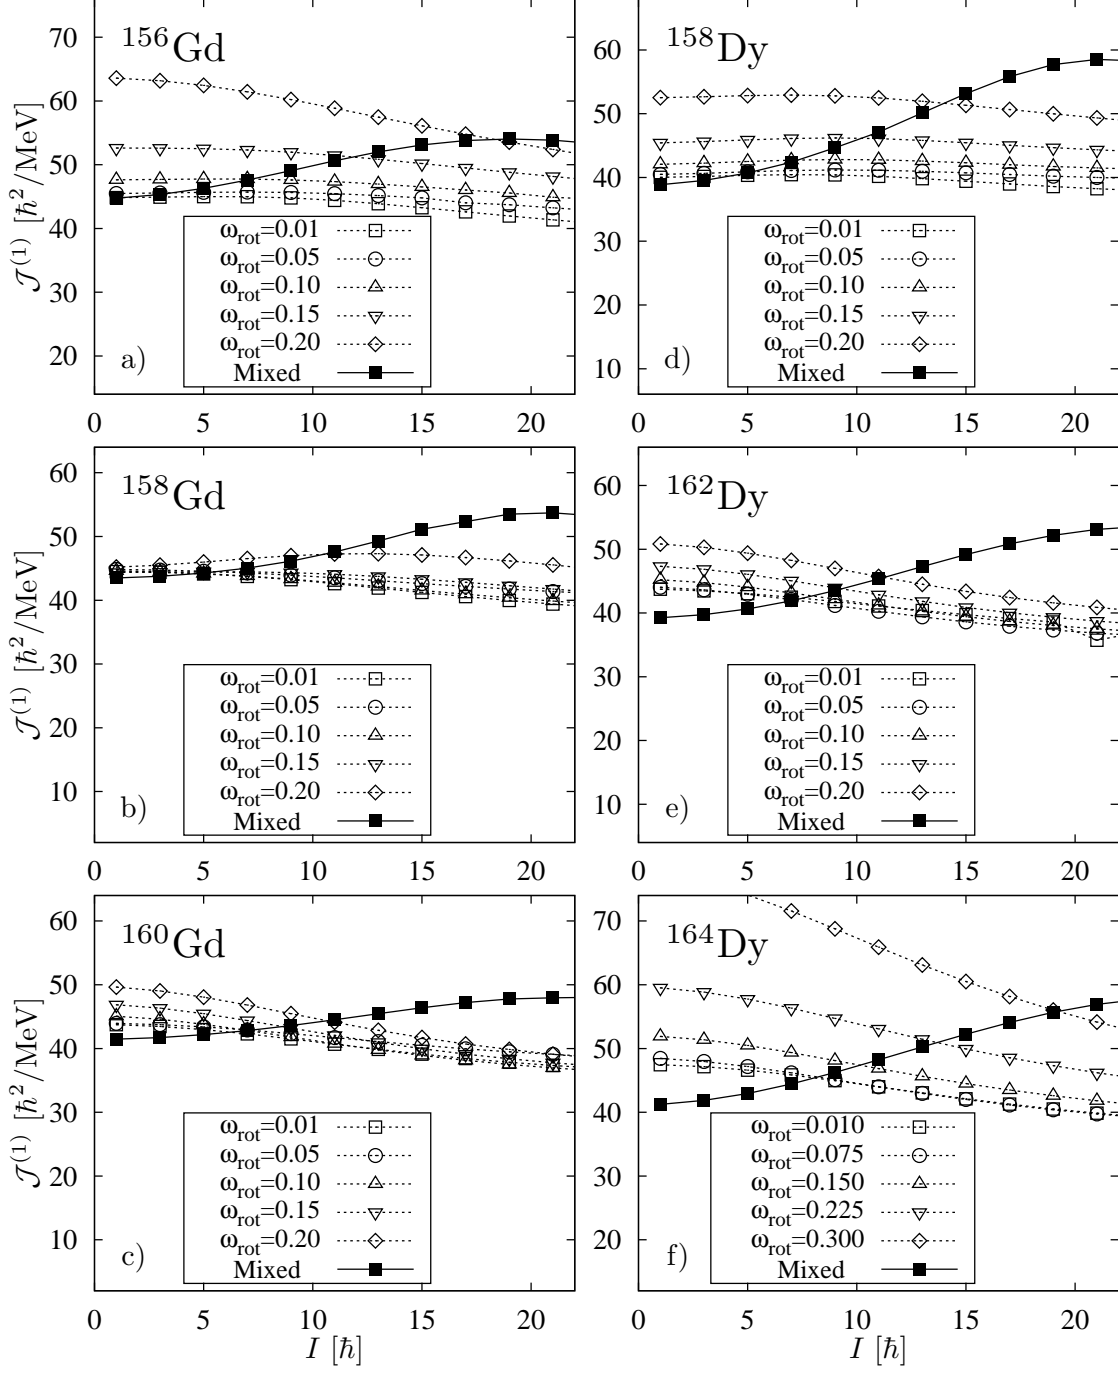 156Gd
𝒥(1) [ħ2/MeV]
70
60
50
40
30
20
ωrot=0.01
ωrot=0.05
ωrot=0.10
ωrot=0.15
ωrot=0.20
Mixed
a)
0 5 10 15 20
158Dy
60
50
40
30
20
10
ωrot=0.01
ωrot=0.05
ωrot=0.10
ωrot=0.15
ωrot=0.20
Mixed
d)
0 5 10 15 20
158Gd
𝒥(1) [ħ2/MeV]
60
50
40
30
20
10
ωrot=0.01
ωrot=0.05
ωrot=0.10
ωrot=0.15
ωrot=0.20
Mixed
b)
0 5 10 15 20
162Dy
60
50
40
30
20
10
ωrot=0.01
ωrot=0.05
ωrot=0.10
ωrot=0.15
ωrot=0.20
Mixed
e)
0 5 10 15 20
160Gd
𝒥(1) [ħ2/MeV]
60
50
40
30
20
10
ωrot=0.01
ωrot=0.05
ωrot=0.10
ωrot=0.15
ωrot=0.20
Mixed
c)
0 5 10 15 20
I [ħ]
164Dy
70
60
50
40
30
20
ωrot=0.010
ωrot=0.075
ωrot=0.150
ωrot=0.225
ωrot=0.300
Mixed
f)
0 5 10 15 20
I [ħ]